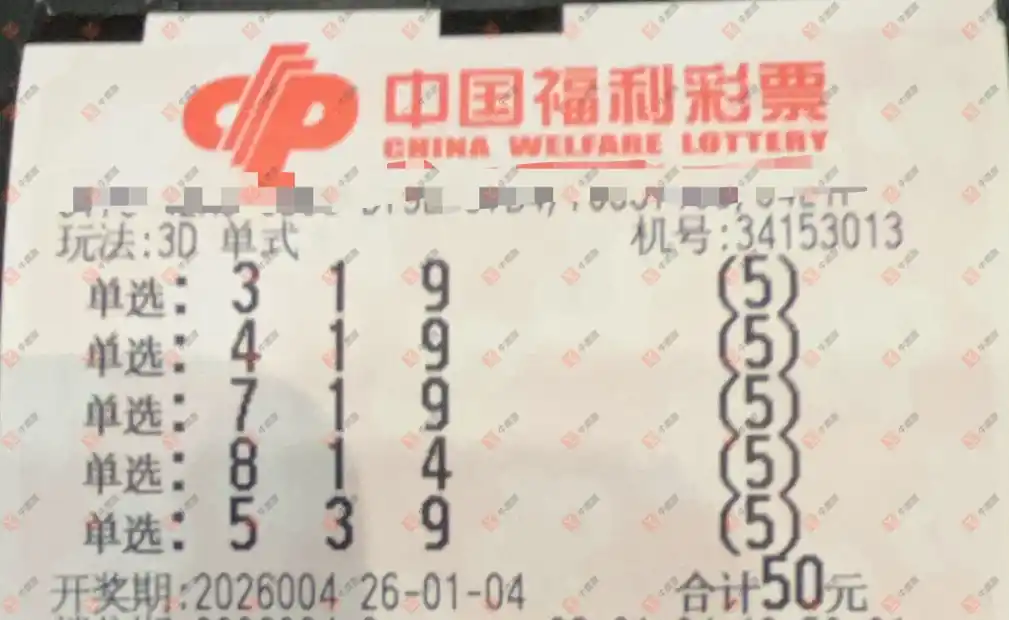 中国福利彩票
CHINA WELFARE LOTTERY
玩法:3D 单式 机号:34153013
单选: 3 1 9 (5)
单选: 4 1 9 (5)
单选: 7 1 9 (5)
单选: 8 1 4 (5)
单选: 5 3 9 (5)
开奖期:2026004 26-01-04 合计50元